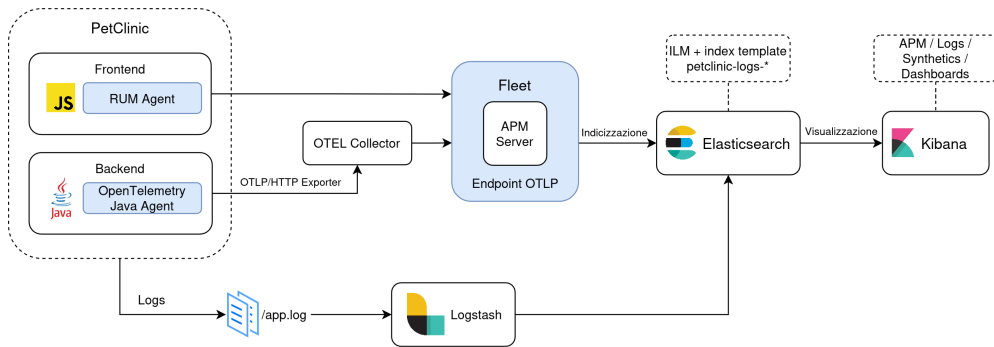 PetClinic
Frontend
JS
RUM Agent
Backend
Java
OpenTelemetry
Java Agent
OTLP/HTTP Exporter
OTEL Collector
Fleet
APM
Server
Endpoint OTLP
Indicizzazione
ILM + index template
petclinic-logs-*
Elasticsearch
Visualizzazione
APM / Logs /
Synthetics /
Dashboards
Kibana
Logs
/app.log
Logstash